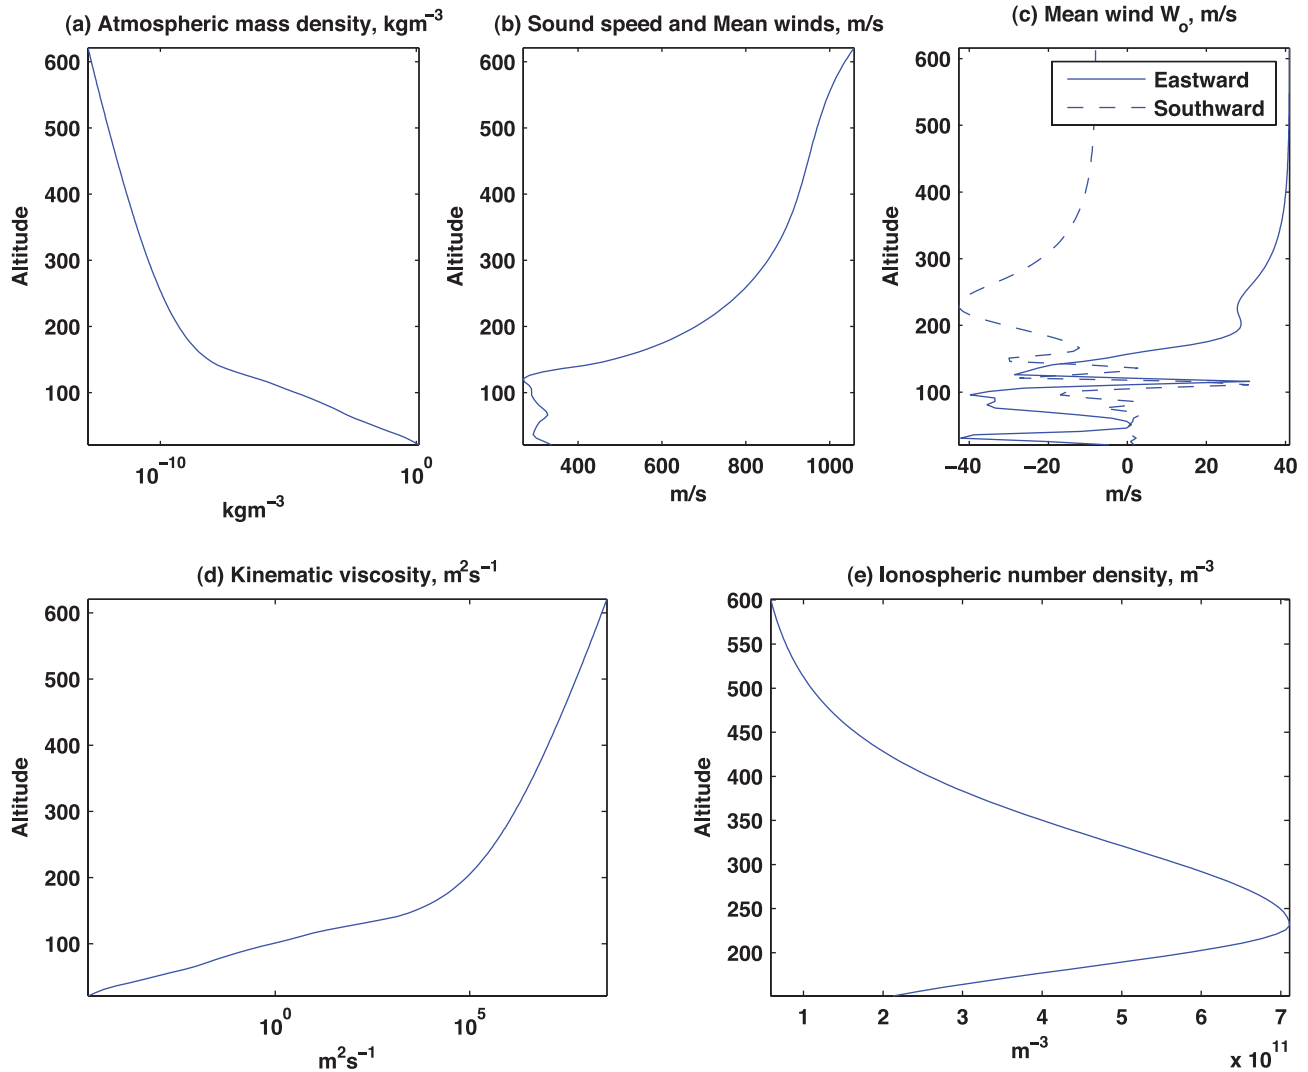 (a) Atmospheric mass density, kgm⁻³
600
500
400
300
200
100
Altitude
10⁻¹⁰
10⁰
kgm⁻³
(b) Sound speed and Mean winds, m/s
600
500
400
300
200
100
Altitude
400
600
800
1000
m/s
(c) Mean wind Wₒ, m/s
Eastward
Southward
600
500
400
300
200
100
Altitude
−40
−20
0
20
40
m/s
(d) Kinematic viscosity, m²s⁻¹
600
500
400
300
200
100
Altitude
10⁰
10⁵
m²s⁻¹
(e) Ionospheric number density, m⁻³
600
550
500
450
400
350
300
250
200
Altitude
1
2
3
4
5
6
7
m⁻³
x 10¹¹